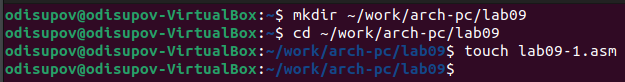 odisupov@odisupov-VirtualBox:~$ mkdir ~/work/arch-pc/lab09
odisupov@odisupov-VirtualBox:~$ cd ~/work/arch-pc/lab09
odisupov@odisupov-VirtualBox:~/work/arch-pc/lab09$ touch lab09-1.asm
odisupov@odisupov-VirtualBox:~/work/arch-pc/lab09$